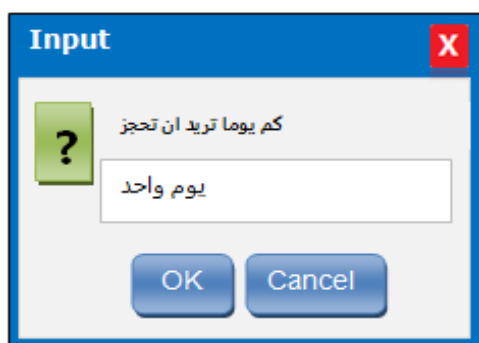 Input
X
?
كم يوما تريد ان تحجز
يوم واحد
OK
Cancel